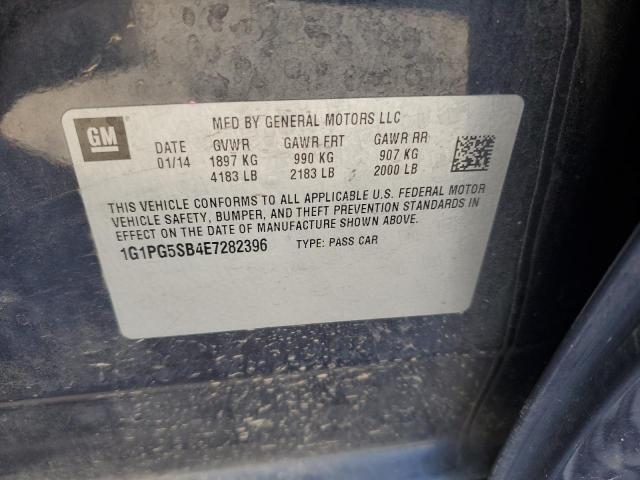 GM
MFD BY GENERAL MOTORS LLC
DATE GVWR GAWR FRT GAWR RR
01/14 1897 KG 990 KG 907 KG
4183 LB 2183 LB 2000 LB
THIS VEHICLE CONFORMS TO ALL APPLICABLE U.S. FEDERAL MOTOR
VEHICLE SAFETY, BUMPER, AND THEFT PREVENTION STANDARDS IN
EFFECT ON THE DATE OF MANUFACTURE SHOWN ABOVE.
1G1PG5SB4E7282396 TYPE: PASS CAR